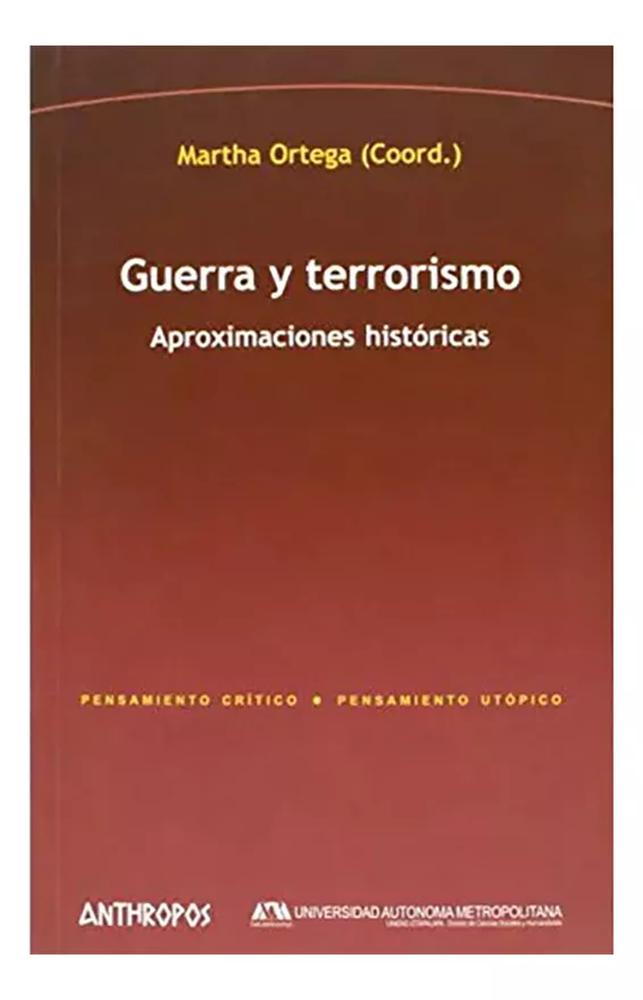 Martha Ortega (Coord.)
Guerra y terrorismo
Aproximaciones históricas
PENSAMIENTO CRÍTICO • PENSAMIENTO UTÓPICO
ANTHROPOS
UNIVERSIDAD AUTONOMA METROPOLITANA